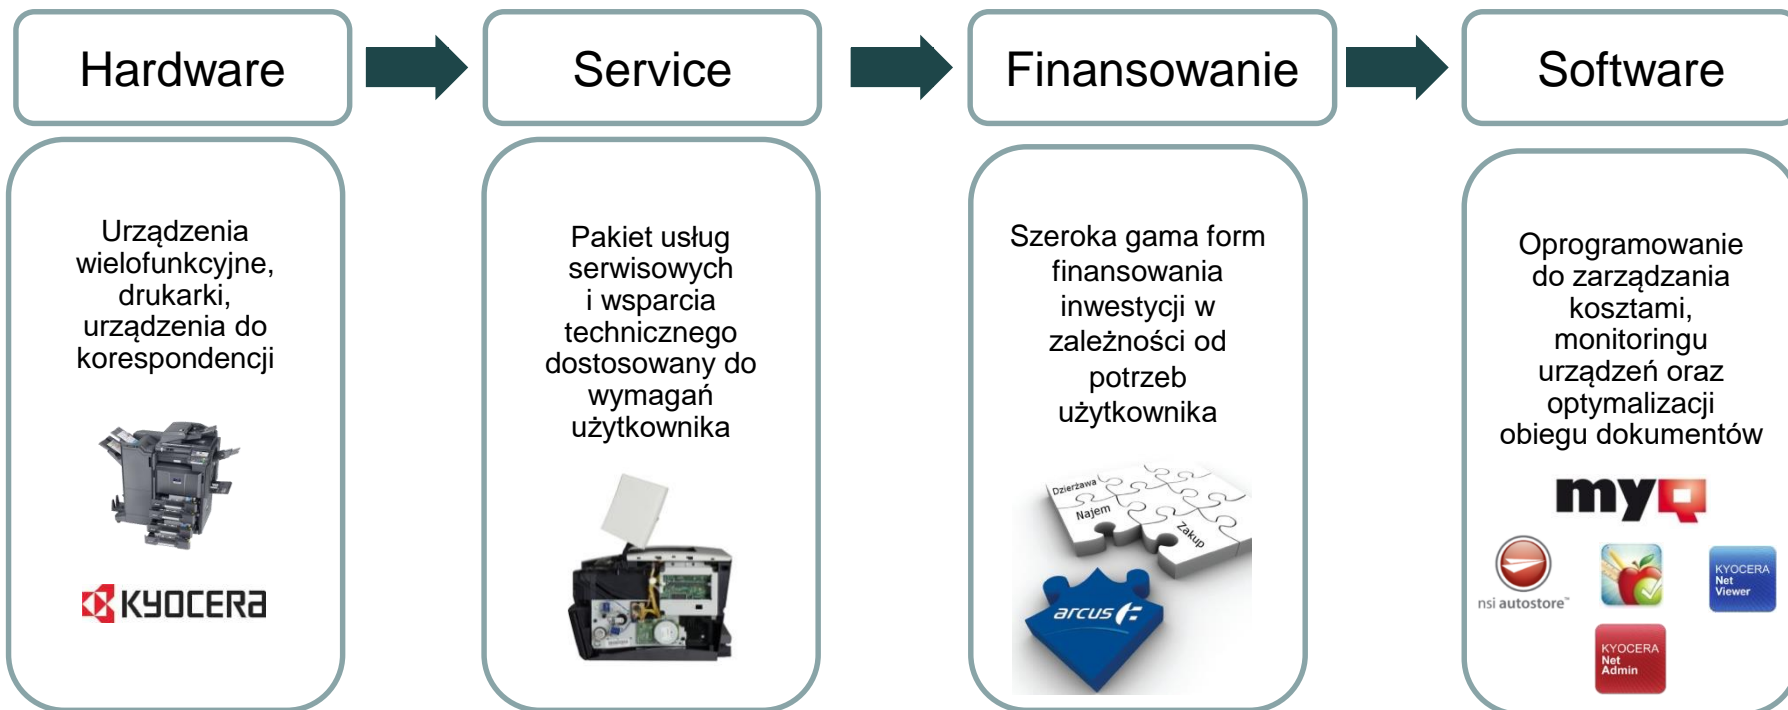 Hardware
Service
Finansowanie
Software
Urządzenia
wielofunkcyjne,
drukarki,
urządzenia do
korespondencji
KYOCERA
Pakiet usług
serwisowych
i wsparcia
technicznego
dostosowany do
wymagań
użytkownika
Szeroka gama form
finansowania
inwestycji w
zależności od
potrzeb
użytkownika
Dzierżawa
Najem
Zakup
arcus
Oprogramowanie
do zarządzania
kosztami,
monitoringu
urządzeń oraz
optymalizacji
obiegu dokumentów
myQ
nsi autostore™
KYOCERA
Net
Viewer
KYOCERA
Net
Admin